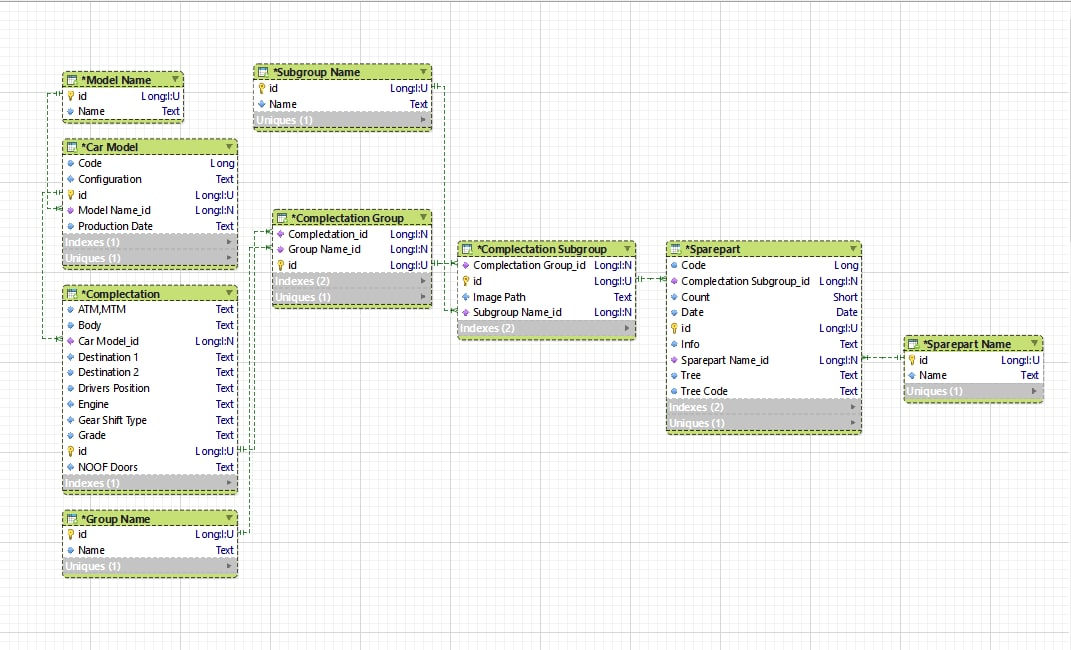 *Model Name
id Long:I:U
Name Text
*Subgroup Name
id Long:I:U
Name Text
Uniques (1)
*Car Model
Code Long
Configuration Text
id Long:I:U
Model Name_id Long:I:N
Production Date Text
Indexes (1)
Uniques (1)
*Complectation Group
Complectation_id Long:I:N
Group Name_id Long:I:N
id Long:I:U
Indexes (2)
Uniques (1)
*Complectation Subgroup
Complectation Group_id Long:I:N
id Long:I:U
Image Path Text
Subgroup Name_id Long:I:N
Indexes (2)
*Sparepart
Code Long
Complectation Subgroup_id Long:I:N
Count Short
Date Date
id Long:I:U
Info Text
Sparepart Name_id Long:I:N
Tree Text
Tree Code Text
Indexes (2)
Uniques (1)
*Sparepart Name
id Long:I:U
Name Text
Uniques (1)
*Complectation
ATM,MTM Text
Body Text
Car Model_id Long:I:N
Destination 1 Text
Destination 2 Text
Drivers Position Text
Engine Text
Gear Shift Type Text
Grade Text
id Long:I:U
NOOF Doors Text
Indexes (1)
*Group Name
id Long:I:U
Name Text
Uniques (1)